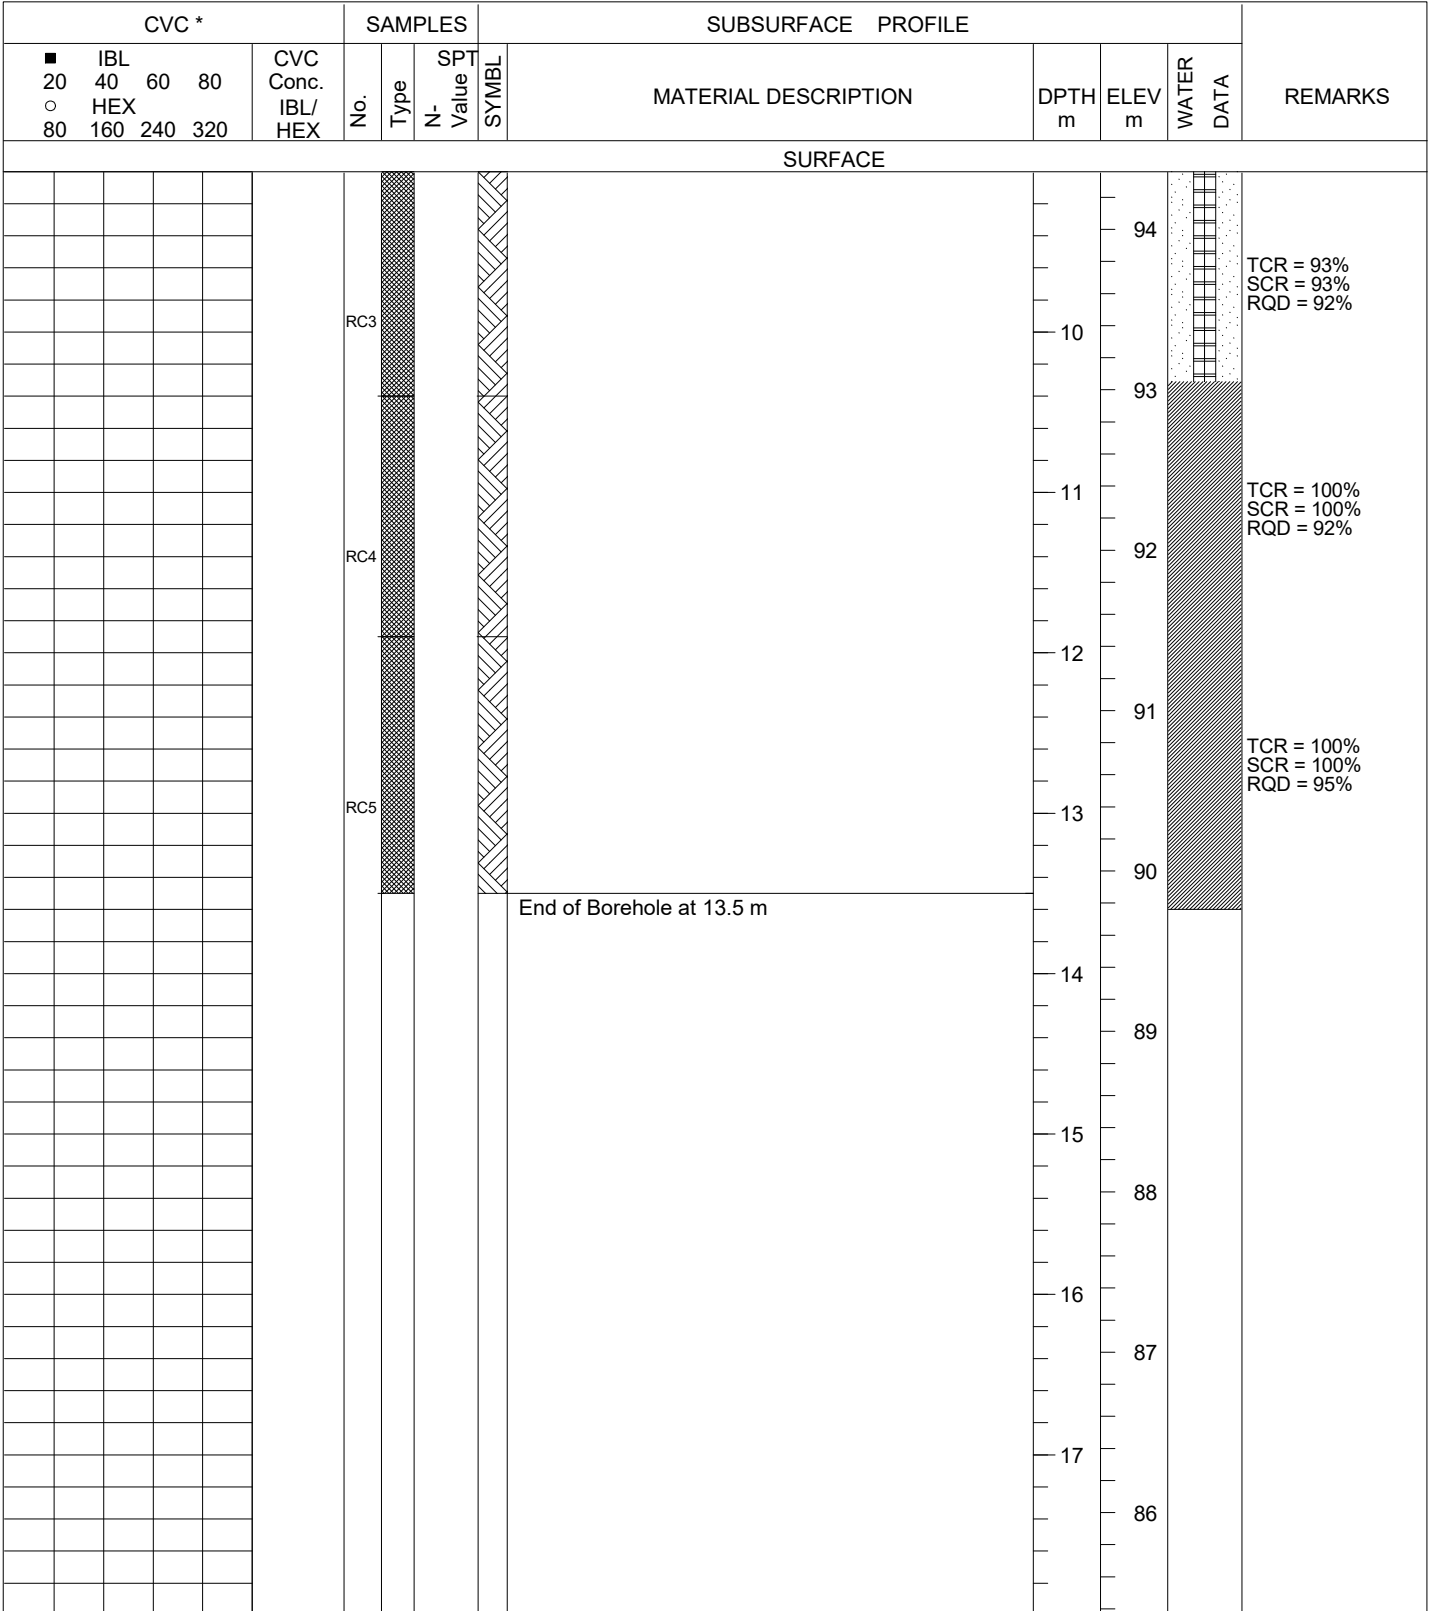 CVC *
SAMPLES
SUBSURFACE PROFILE
■ IBL
20 40 60 80
○ HEX
80 160 240 320
CVC
Conc.
IBL/
HEX
No.
Type
SPT
N-
Value
SYMBL
MATERIAL DESCRIPTION
DPTH
m
ELEV
m
WATER
DATA
REMARKS
SURFACE
94
TCR = 93%
SCR = 93%
RQD = 92%
RC3
10
93
11
TCR = 100%
SCR = 100%
RQD = 92%
RC4
92
12
91
TCR = 100%
SCR = 100%
RQD = 95%
RC5
13
90
End of Borehole at 13.5 m
14
89
15
88
16
87
17
86